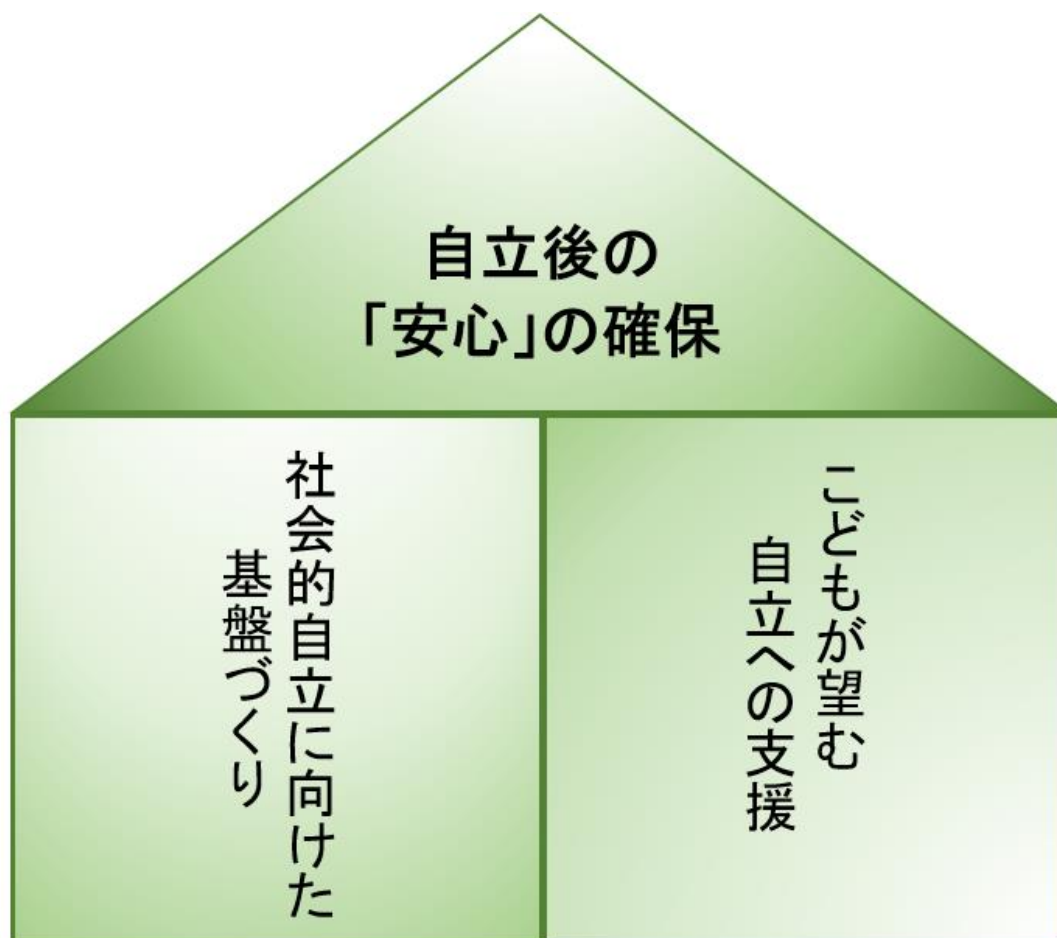 自立後の
「安心」の確保
社会的自立に向けた
基盤づくり
こどもが望む
自立への支援